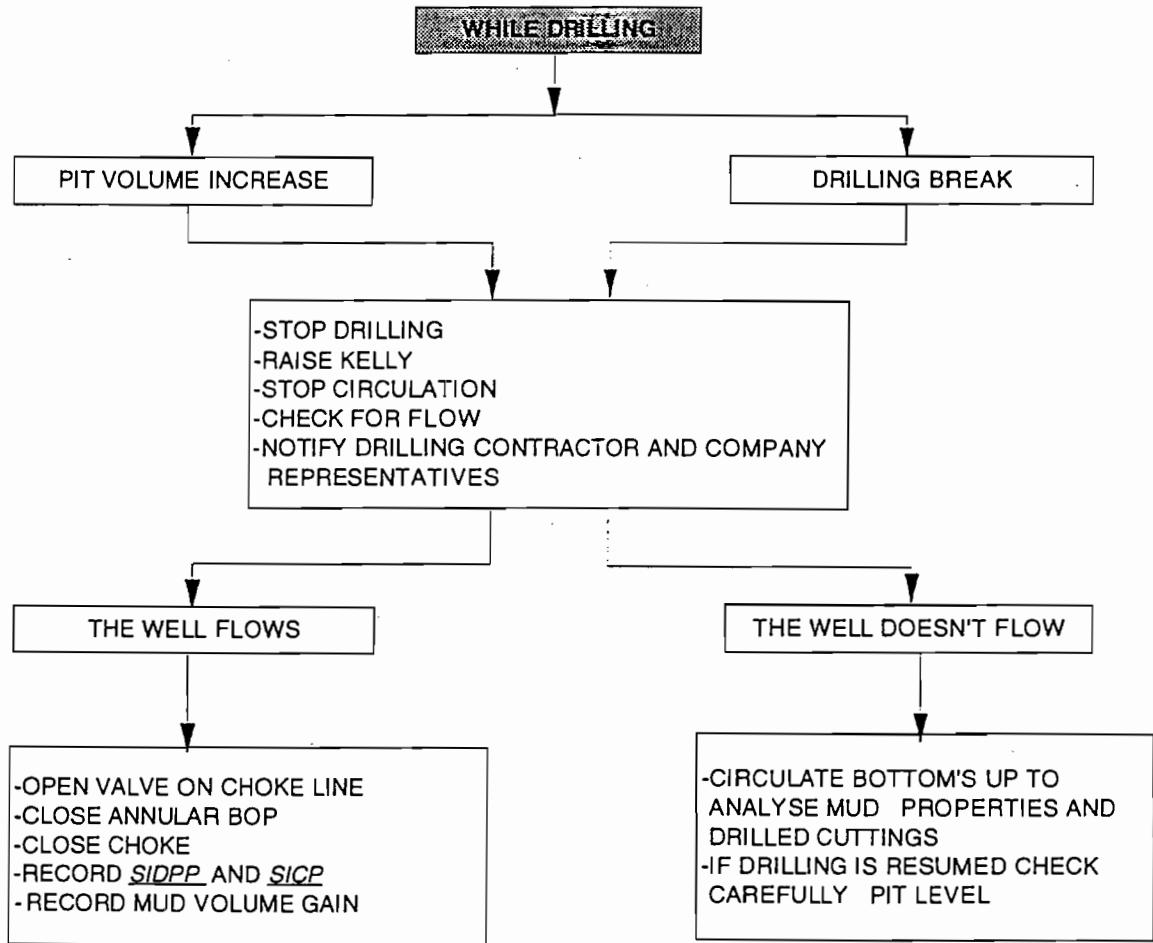 WHILE DRILLING
PIT VOLUME INCREASE
DRILLING BREAK
-STOP DRILLING
-RAISE KELLY
-STOP CIRCULATION
-CHECK FOR FLOW
-NOTIFY DRILLING CONTRACTOR AND COMPANY
REPRESENTATIVES
THE WELL FLOWS
THE WELL DOESN'T FLOW
-OPEN VALVE ON CHOKE LINE
-CLOSE ANNULAR BOP
-CLOSE CHOKE
-RECORD SIDPP AND SICP
- RECORD MUD VOLUME GAIN
-CIRCULATE BOTTOM'S UP TO
ANALYSE MUD PROPERTIES AND
DRILLED CUTTINGS
-IF DRILLING IS RESUMED CHECK
CAREFULLY PIT LEVEL